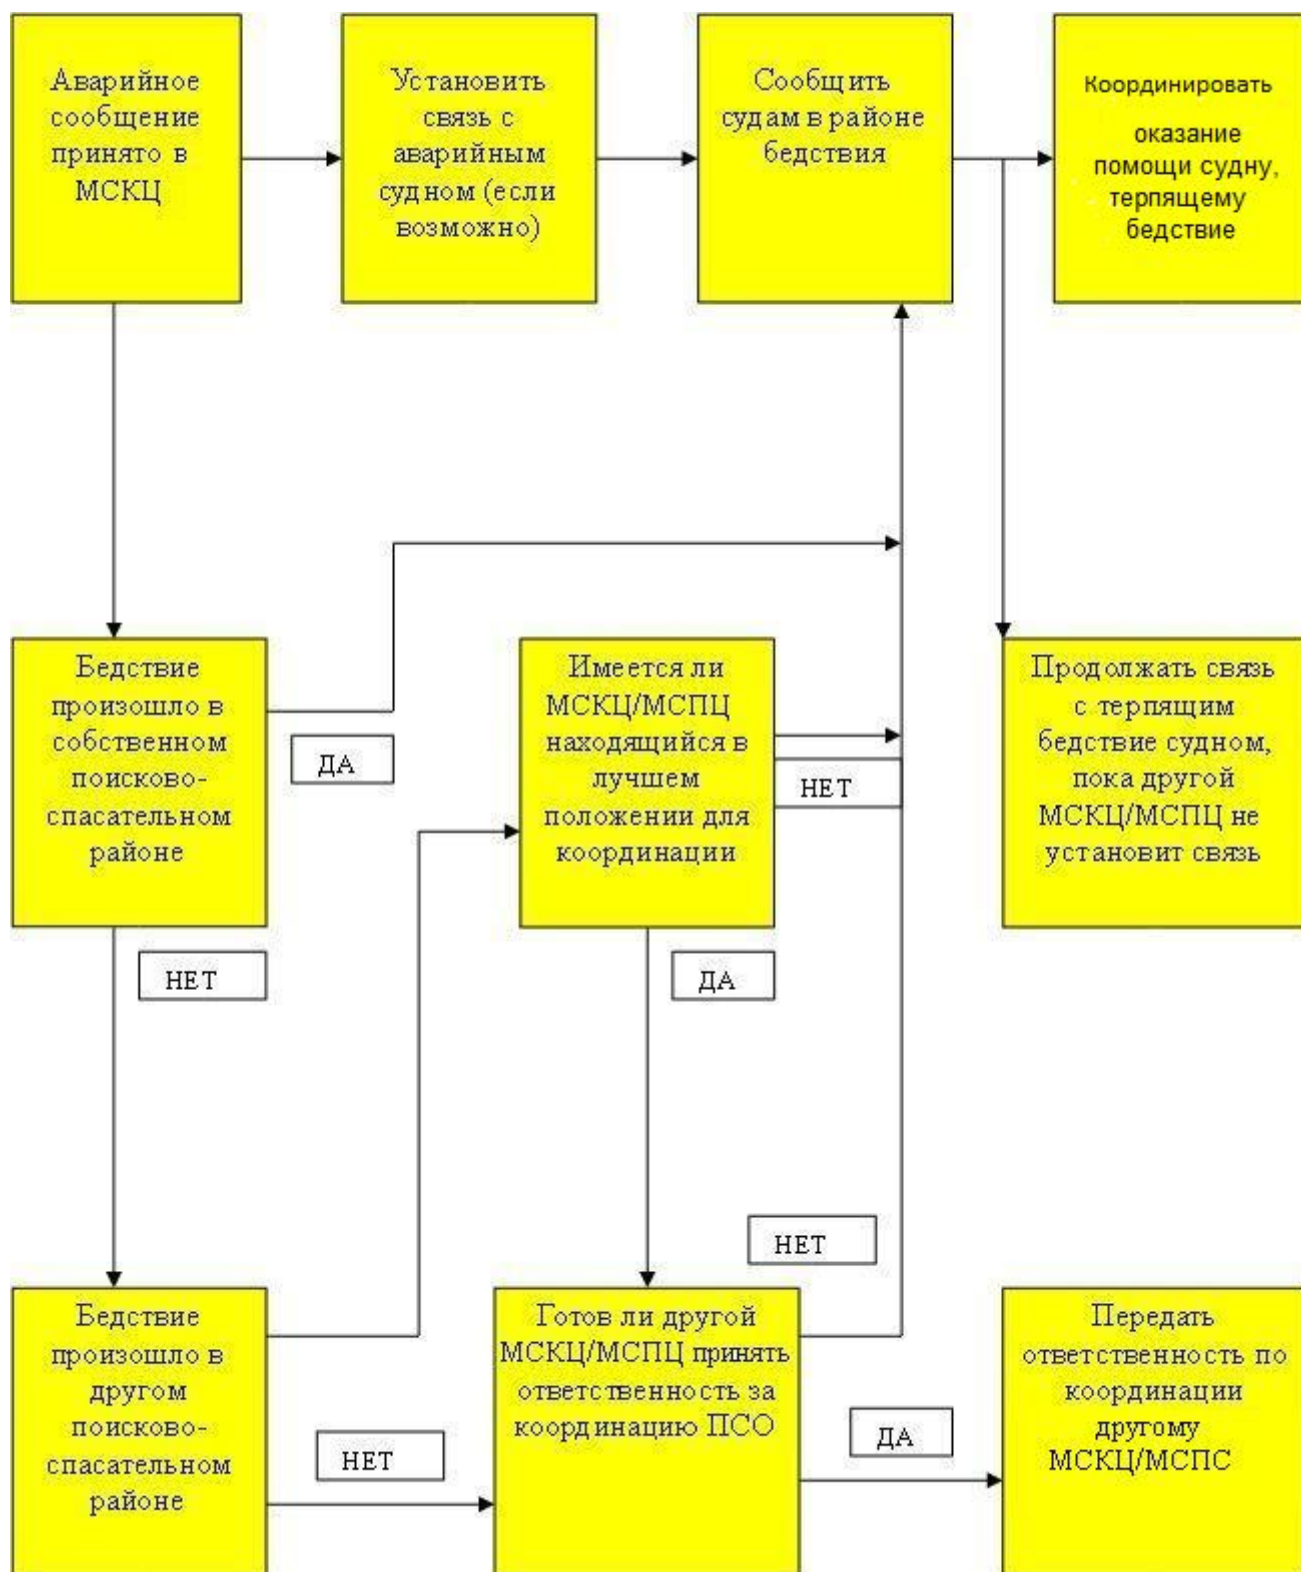 Аварийное
сообщение
принято в
МСКЦ
Установить
связь с
аварийным
судном (если
возможно)
Сообщить
судам в районе
бедствия
Координировать
оказание
помощи судну,
терпящему
бедствие
Бедствие
произошло в
собственном
поисково-
спасательном
районе
ДА
Имеется ли
МСКЦ/МСПЦ
находящийся в
лучшем
положении для
координации
НЕТ
Продолжать связь
с терпящим
бедствие судном,
пока другой
МСКЦ/МСПЦ не
установит связь
НЕТ
ДА
НЕТ
Бедствие
произошло в
другом
поисково-
спасательном
районе
НЕТ
Готов ли другой
МСКЦ/МСПЦ принять
ответственность за
координацию ПСО
ДА
Передать
ответственность по
координации
другому
МСКЦ/МСПС